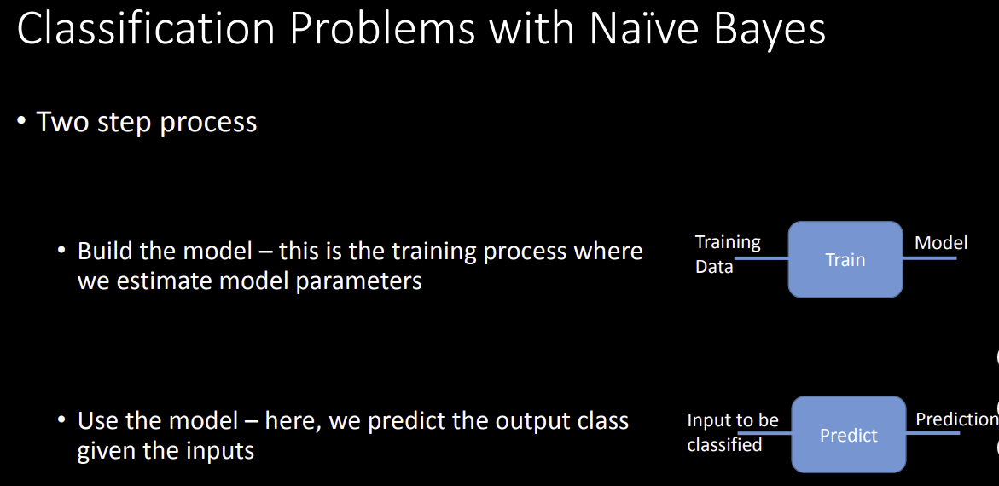 Classification Problems with Naïve Bayes
• Two step process
• Build the model – this is the training process where
we estimate model parameters
Training
Data
Train
Model
• Use the model – here, we predict the output class
given the inputs
Input to be
classified
Predict
Prediction